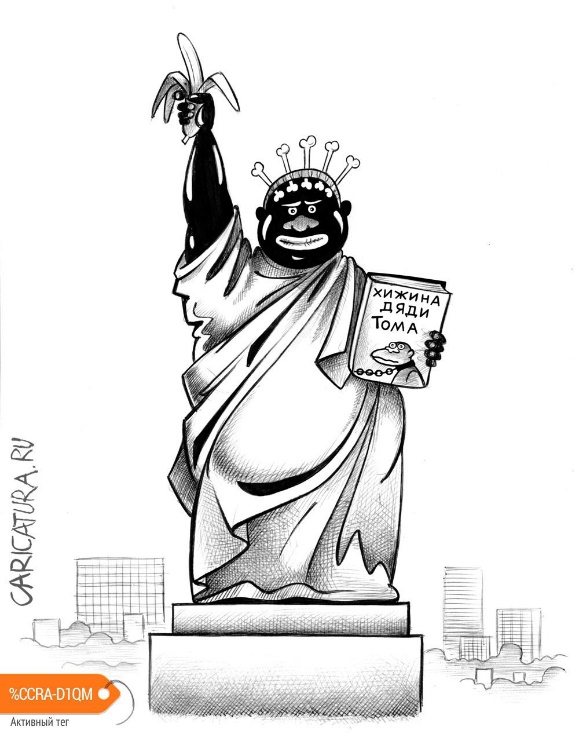 ХИЖИНА
ДЯДИ
ТОМА
CARICATURA.RU
%CCRA-D1QM
Активный тег